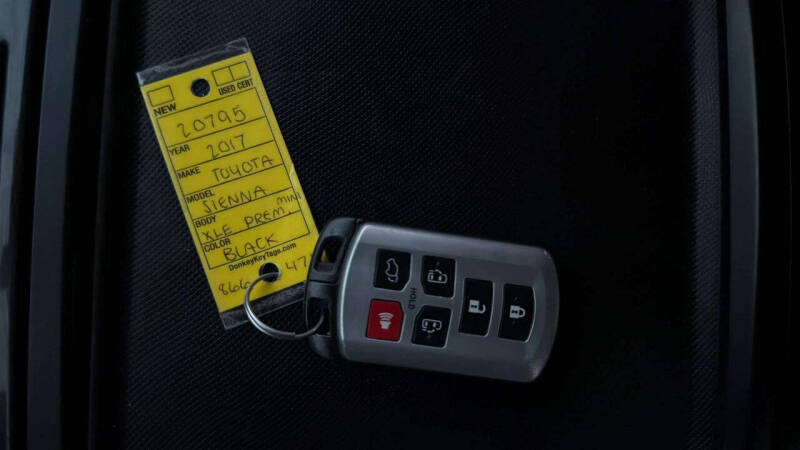 NEW USED CERT
20795
YEAR 2017
MAKE TOYOTA
MODEL SIENNA
BODY XLE PREM. MINI
COLOR BLACK
DonkeyKeyTags.com
HOLD